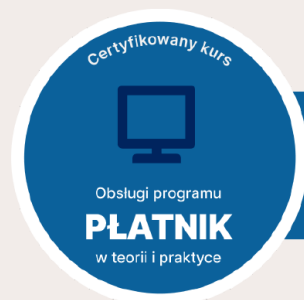 Certyfikowany kurs
Obsługi programu
PŁATNIK
w teorii i praktyce